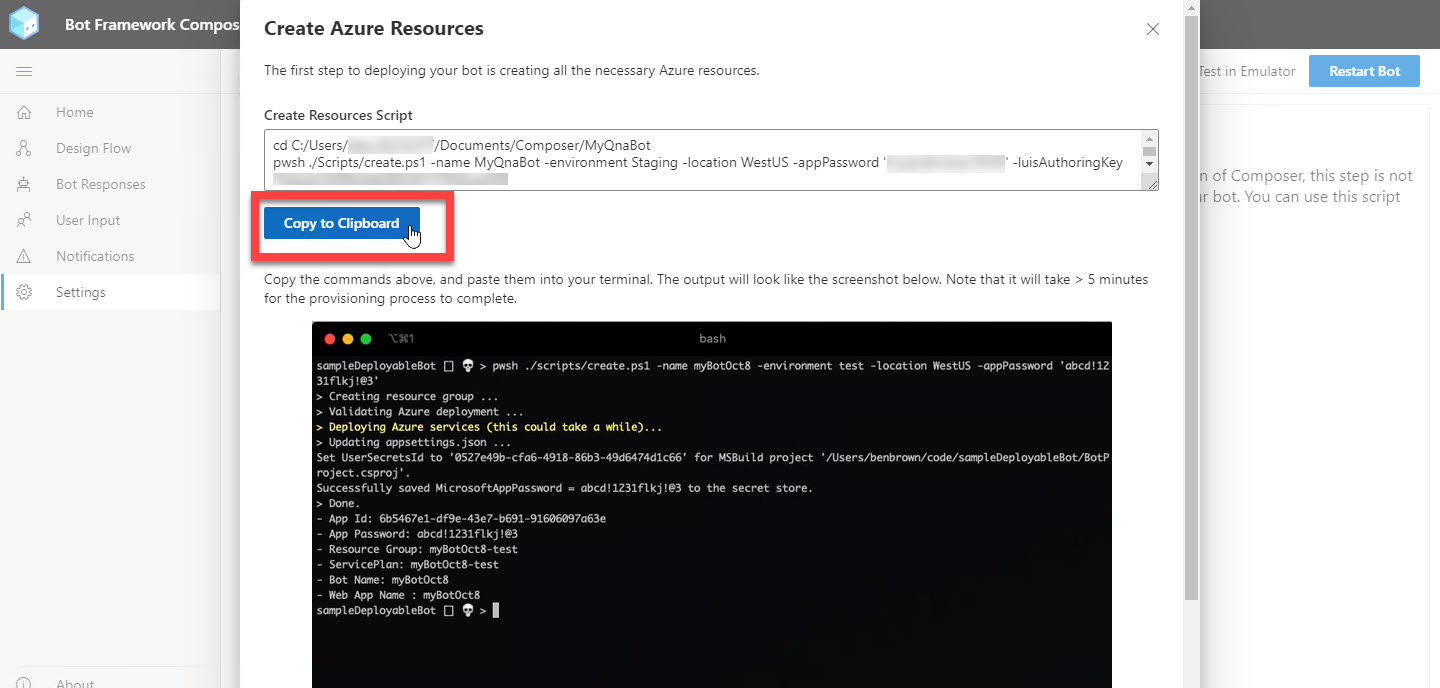 Bot Framework Compos
Home
Design Flow
Bot Responses
User Input
Notifications
Settings
About
Create Azure Resources
The first step to deploying your bot is creating all the necessary Azure resources.
Create Resources Script
cd C:/Users/ /Documents/Composer/MyQnaBot
pwsh ./Scripts/create.ps1 -name MyQnaBot -environment Staging -location WestUS -appPassword ' ' -luisAuthoringKey
Copy to Clipboard
Copy the commands above, and paste them into your terminal. The output will look like the screenshot below. Note that it will take > 5 minutes
for the provisioning process to complete.
⌥⌘1 bash
sampleDeployableBot □ 💀 > pwsh ./scripts/create.ps1 -name myBotOct8 -environment test -location WestUS -appPassword 'abcd!12
31flkj!@3'
> Creating resource group ...
> Validating Azure deployment ...
> Deploying Azure services (this could take a while)...
> Updating appsettings.json ...
Set UserSecretsId to '0527e49b-cfa6-4918-86b3-49d6474d1c66' for MSBuild project '/Users/benbrown/code/sampleDeployableBot/BotP
roject.csproj'.
Successfully saved MicrosoftAppPassword = abcd!1231flkj!@3 to the secret store.
> Done.
- App Id: 6b5467e1-df9e-43e7-b691-91606097a63e
- App Password: abcd!1231flkj!@3
- Resource Group: myBotOct8-test
- ServicePlan: myBotOct8-test
- Bot Name: myBotOct8
- Web App Name : myBotOct8
sampleDeployableBot □ 💀 >
Test in Emulator
Restart Bot
n of Composer, this step is not
r bot. You can use this script